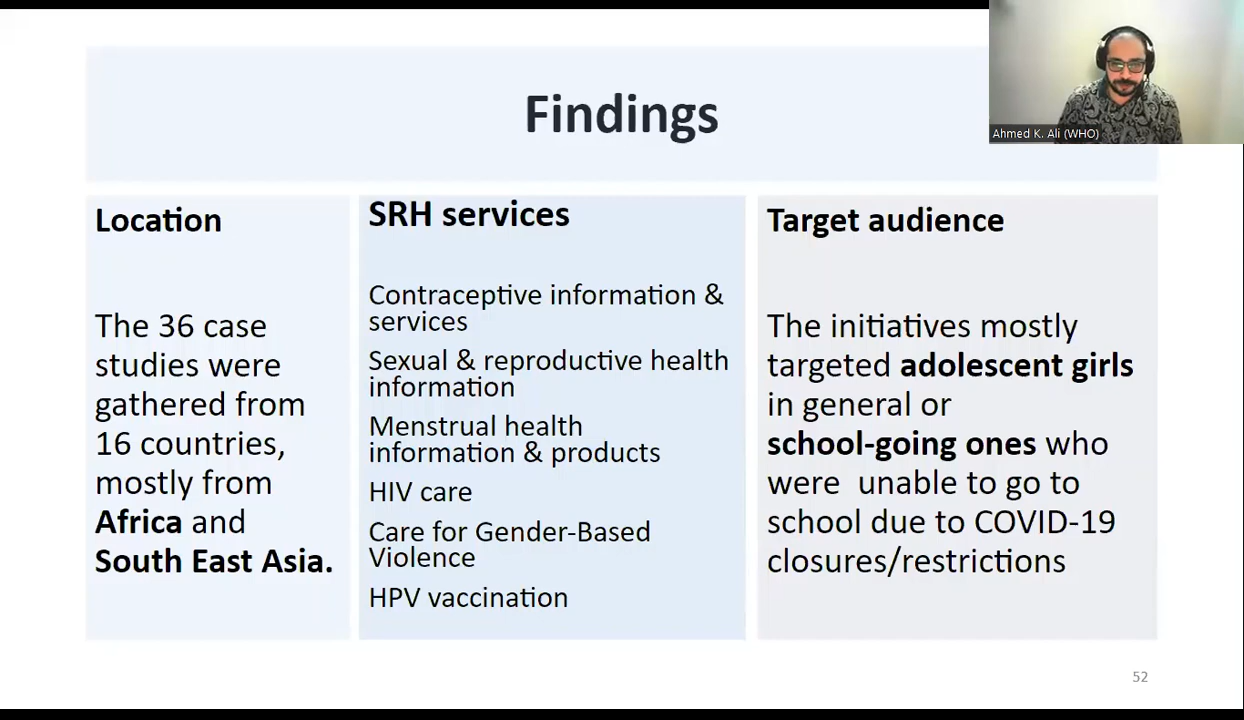 Findings
Ahmed K. Ali (WHO)
Location
The 36 case
studies were
gathered from
16 countries,
mostly from
Africa and
South East Asia.
SRH services
Contraceptive information &
services
Sexual & reproductive health
information
Menstrual health
information & products
HIV care
Care for Gender-Based
Violence
HPV vaccination
Target audience
The initiatives mostly
targeted adolescent girls
in general or
school-going ones who
were  unable to go to
school due to COVID-19
closures/restrictions
52